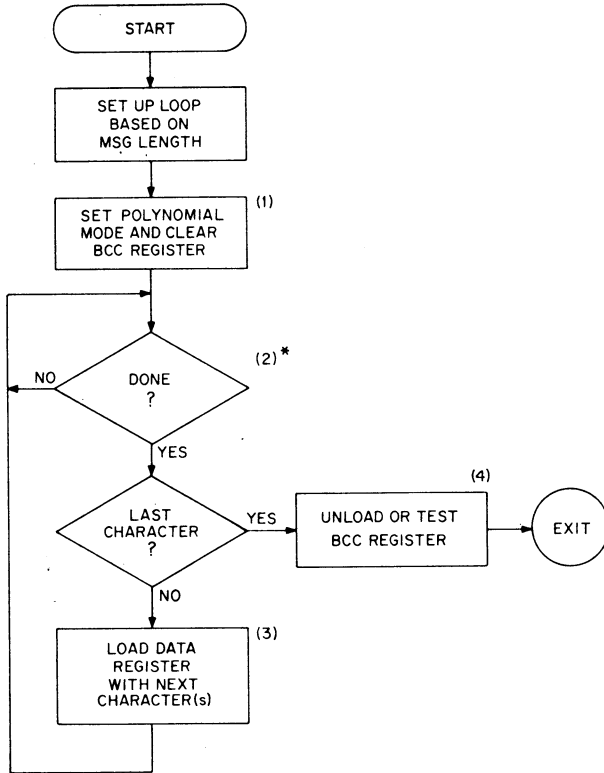 START
SET UP LOOP
BASED ON
MSG LENGTH
(1)
SET POLYNOMIAL
MODE AND CLEAR
BCC REGISTER
(2)*
NO
DONE
?
YES
(4)
LAST
CHARACTER
?
YES
UNLOAD OR TEST
BCC REGISTER
EXIT
NO
(3)
LOAD DATA
REGISTER
WITH NEXT
CHARACTER(s)